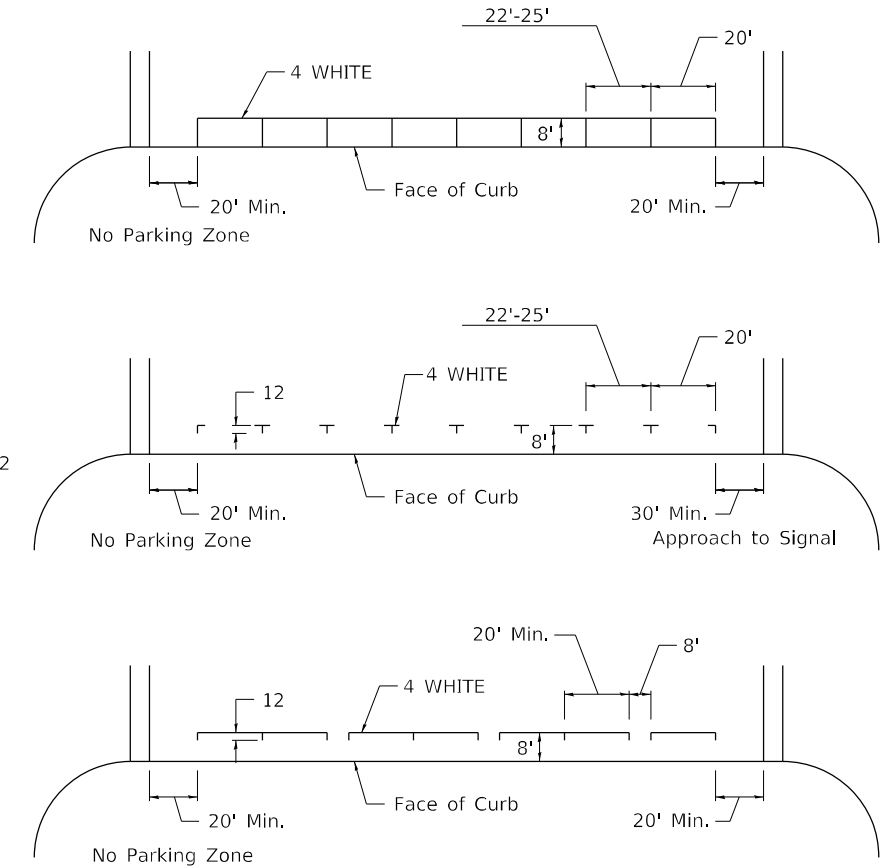 22'-25'
20'
4 WHITE
8'
Face of Curb
20' Min.
20' Min.
No Parking Zone
22'-25'
20'
4 WHITE
12
8'
2
Face of Curb
20' Min.
30' Min.
No Parking Zone
Approach to Signal
20' Min.
8'
4 WHITE
12
8'
Face of Curb
20' Min.
20' Min.
No Parking Zone